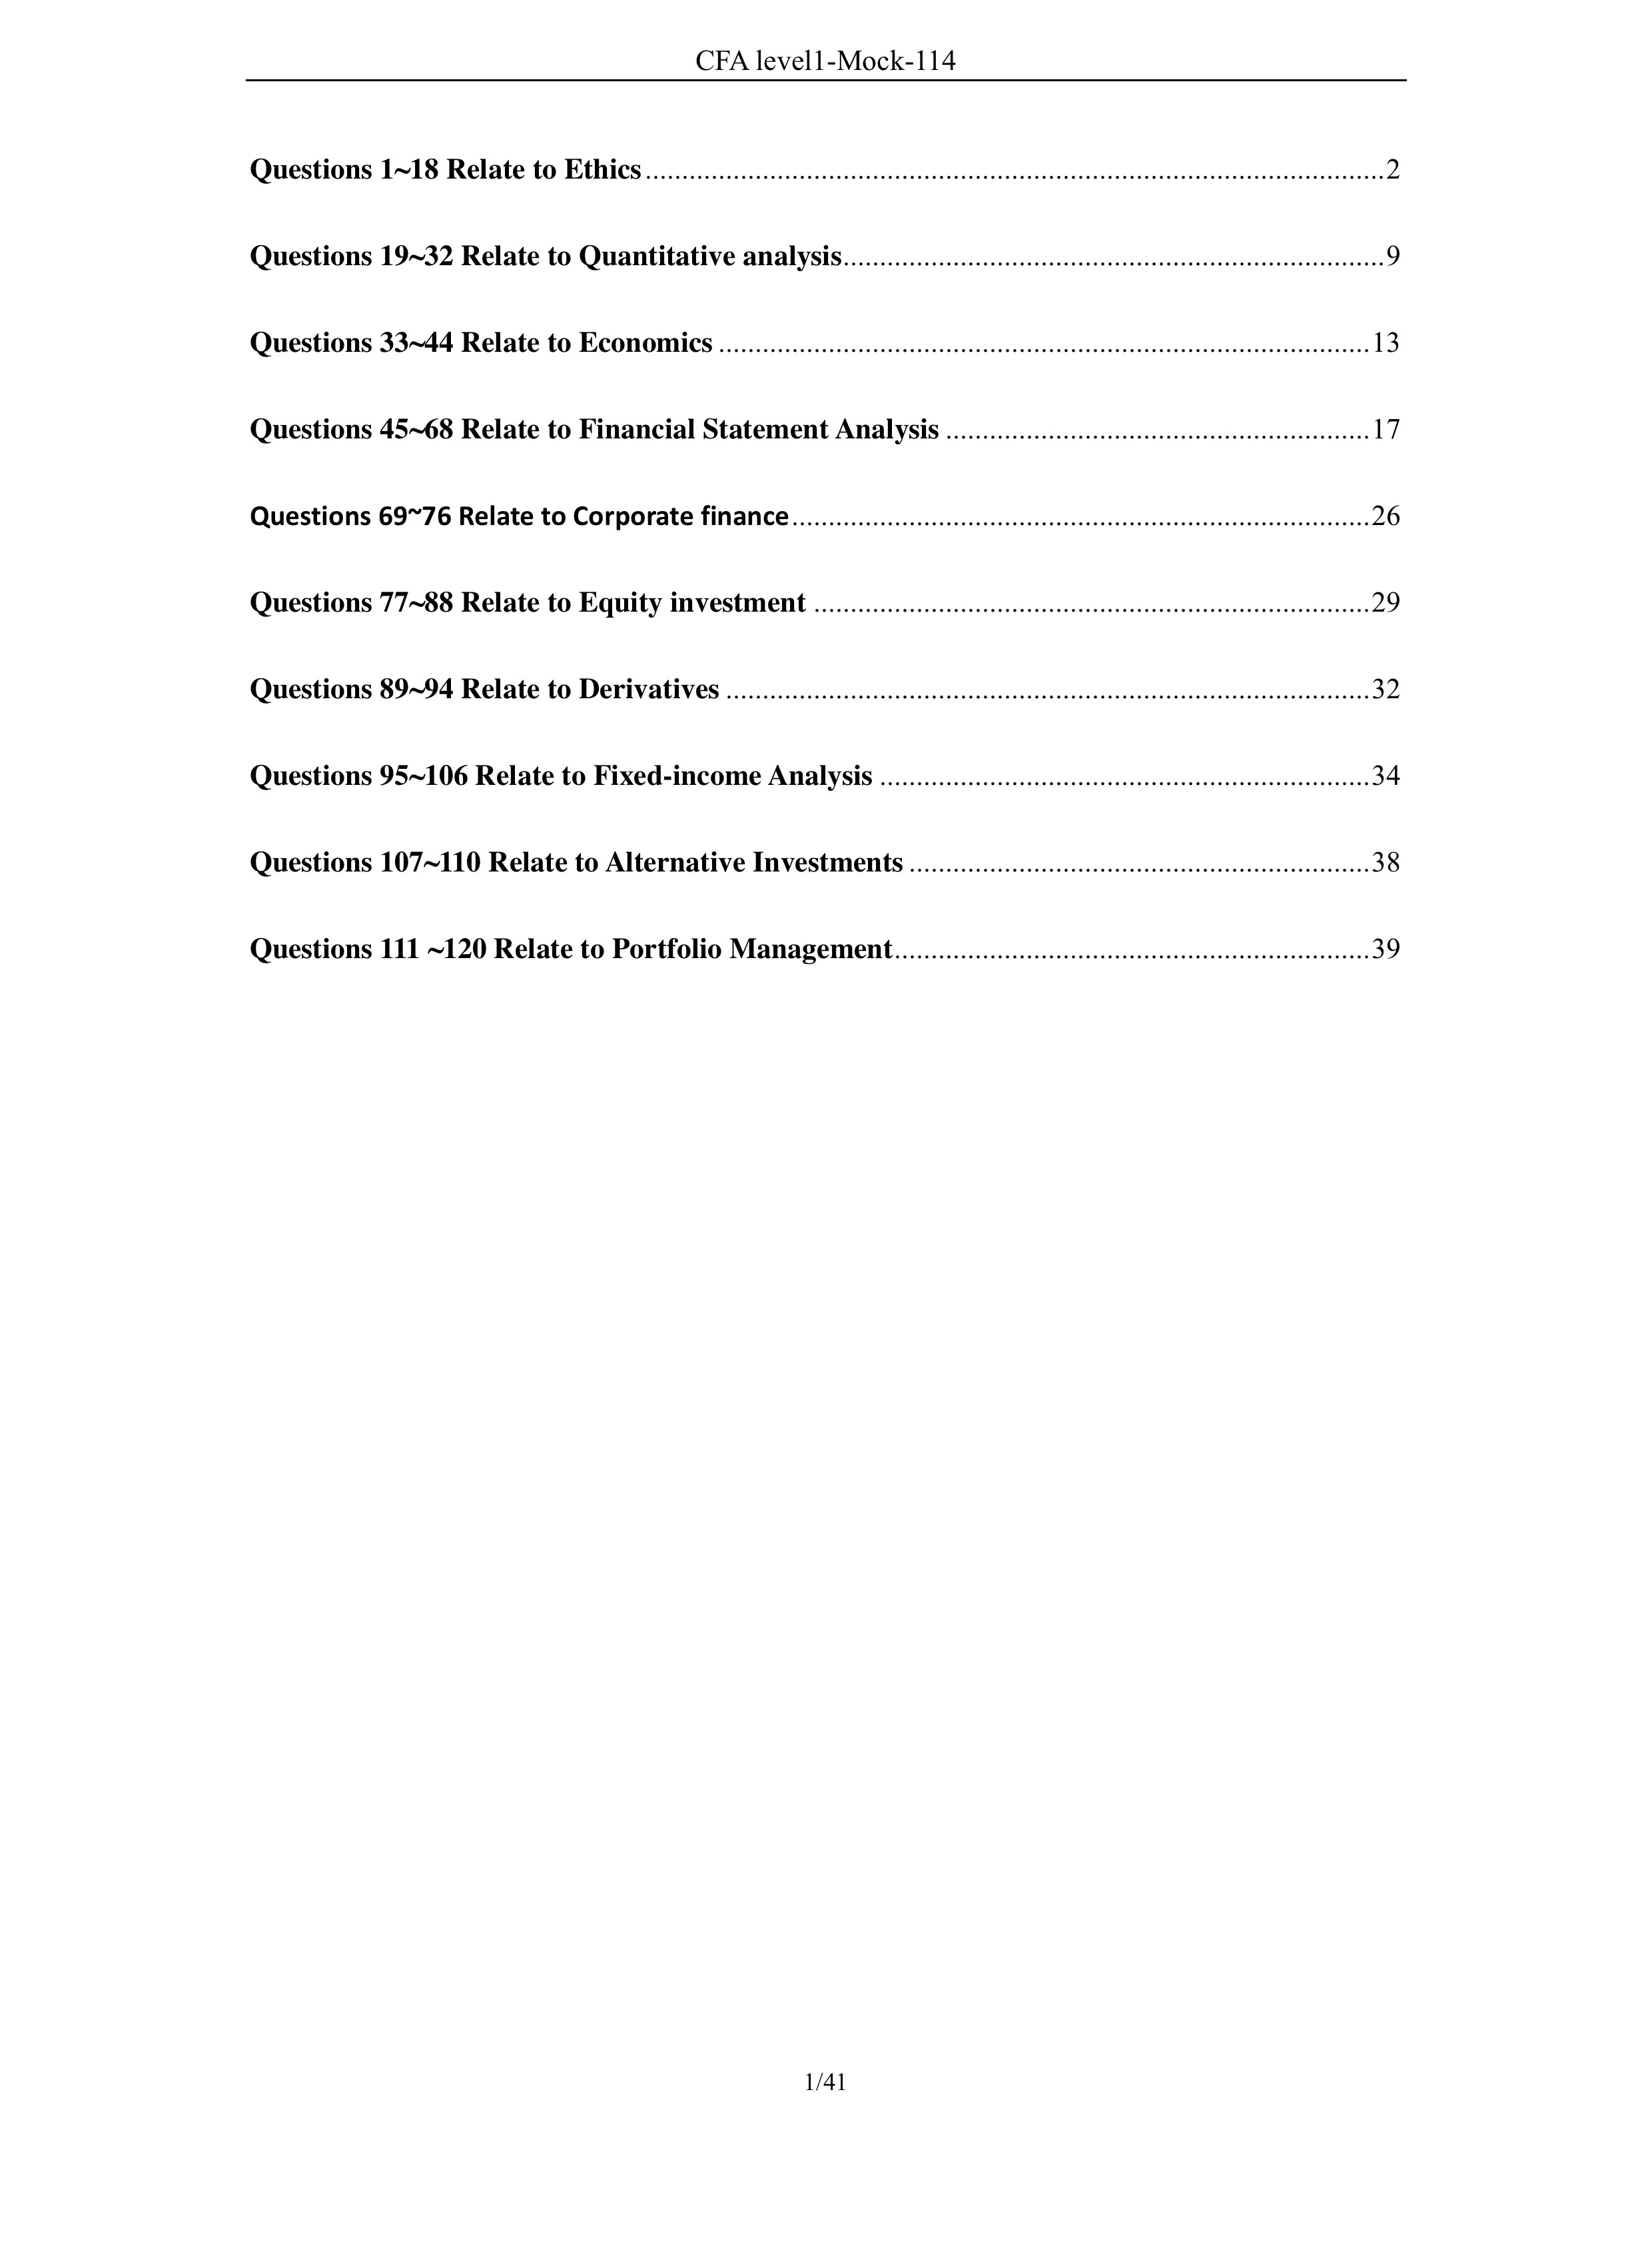 CFA level1-Mock-114
Questions 1~18 Relate to Ethics.....2
Questions 19~32 Relate to Quantitative analysis.....9
Questions 33~44 Relate to Economics.....13
Questions 45~68 Relate to Financial Statement Analysis.....17
Questions 69~76 Relate to Corporate finance.....26
Questions 77~88 Relate to Equity investment.....29
Questions 89~94 Relate to Derivatives.....32
Questions 95~106 Relate to Fixed-income Analysis.....34
Questions 107~110 Relate to Alternative Investments.....38
Questions 111 ~120 Relate to Portfolio Management.....39
1/41